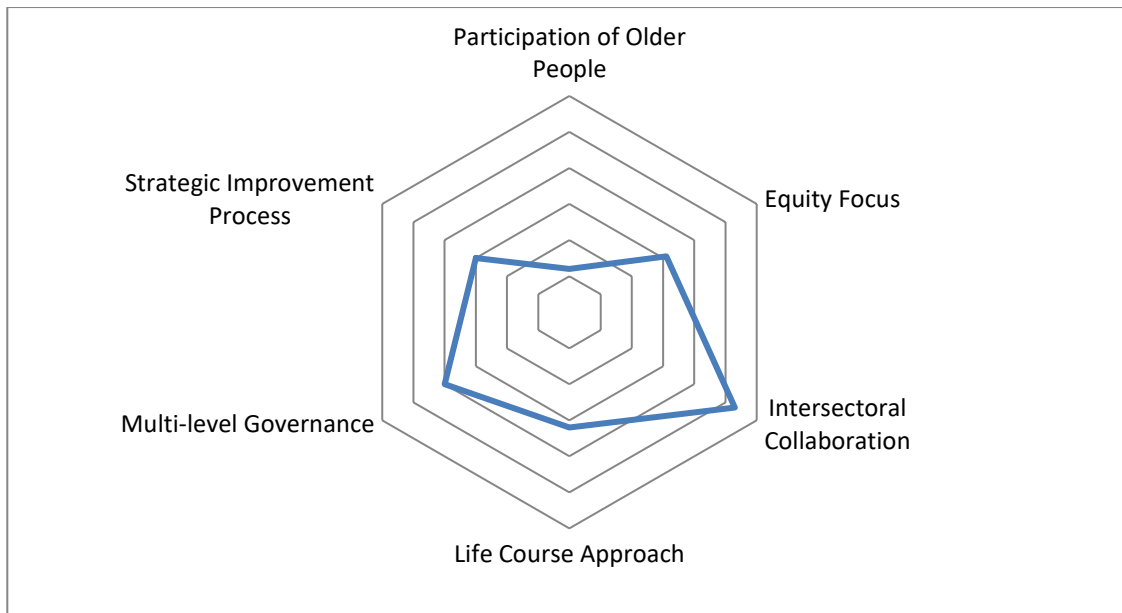 Participation of Older
People
Equity Focus
Intersectoral
Collaboration
Life Course Approach
Multi-level Governance
Strategic Improvement
Process